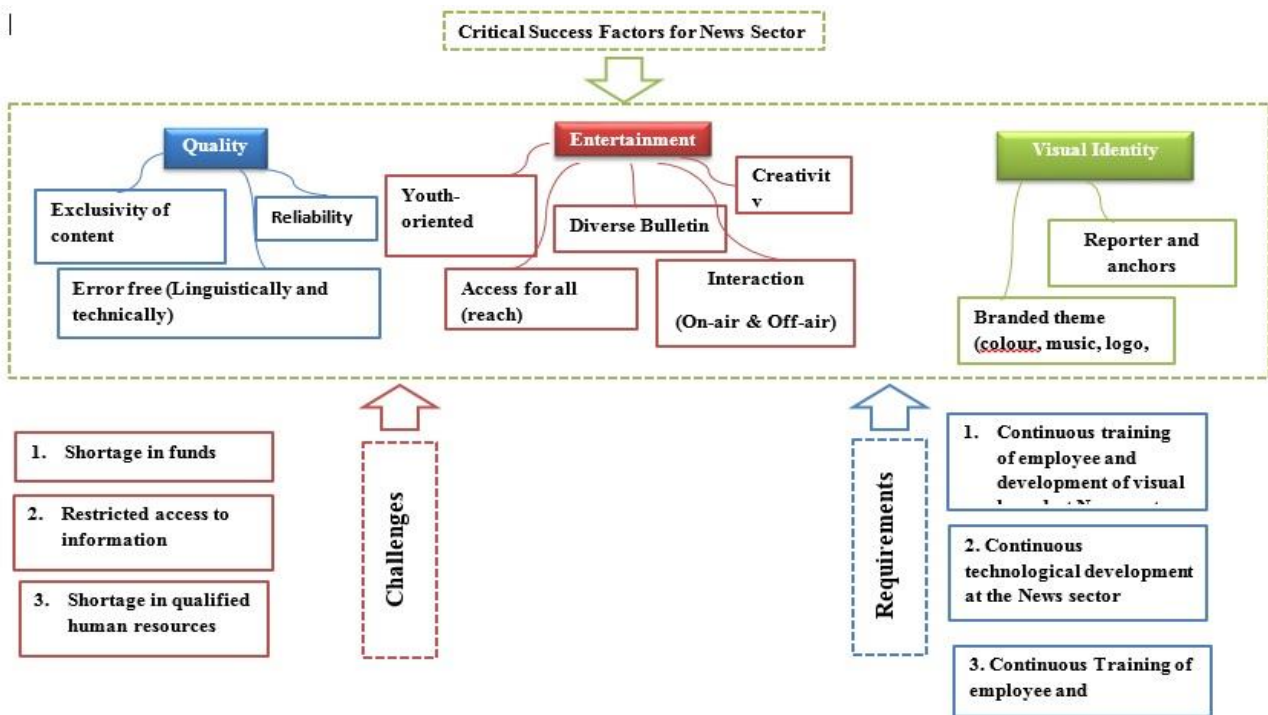 Critical Success Factors for News Sector
Quality
Exclusivity of
content
Reliability
Error free (Linguistically and
technically)
Entertainment
Youth-
oriented
Creativit
Diverse Bulletin
Access for all
(reach)
Interaction
(On-air & Off-air)
Visual Identity
Reporter and
anchors
Branded theme
(colour, music, logo,
Challenges
1. Shortage in funds
2. Restricted access to
information
3. Shortage in qualified
human resources
Requirements
1. Continuous training
of employee and
development of visual
2. Continuous
technological development
at the News sector
3. Continuous Training of
employee and